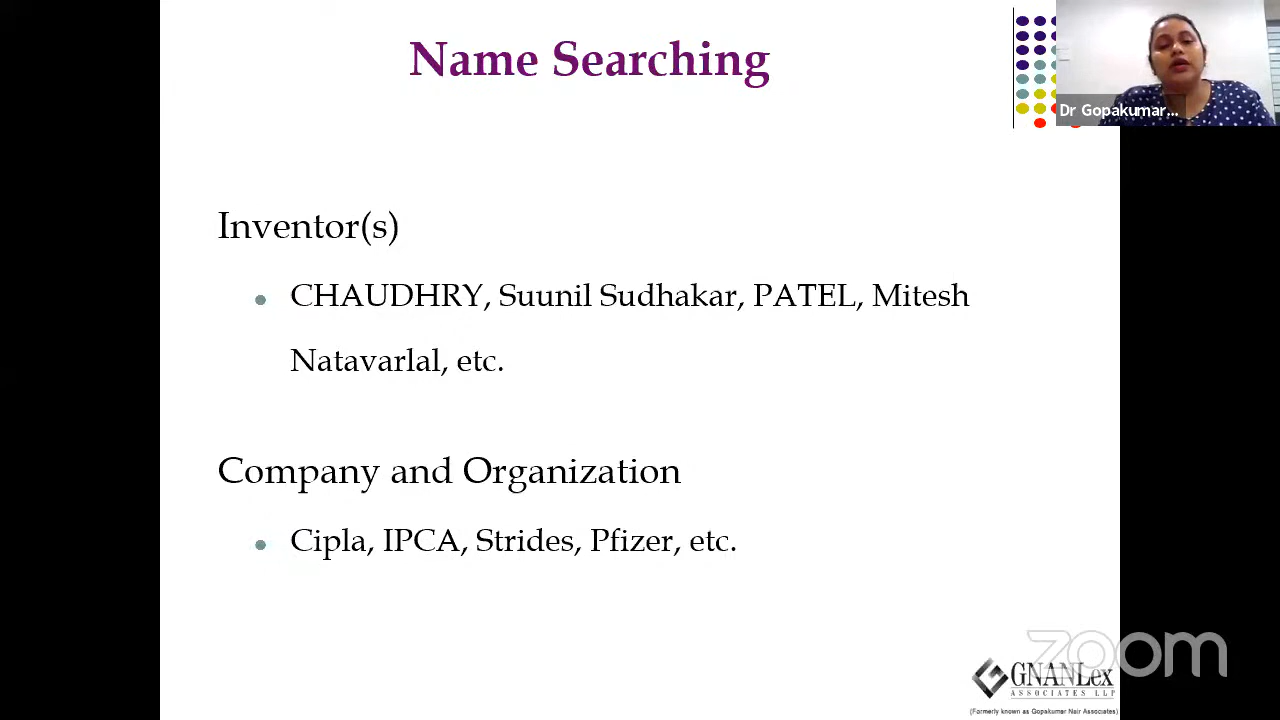 Name Searching
Dr Gopakumar...
Inventor(s)
CHAUDHRY, Suunil Sudhakar, PATEL, Mitesh
Natavarlal, etc.
Company and Organization
Cipla, IPCA, Strides, Pfizer, etc.
zoom
GNANLex
ASSOCIATES LLP
(Formerly known as Gopakumar Nair Associates)